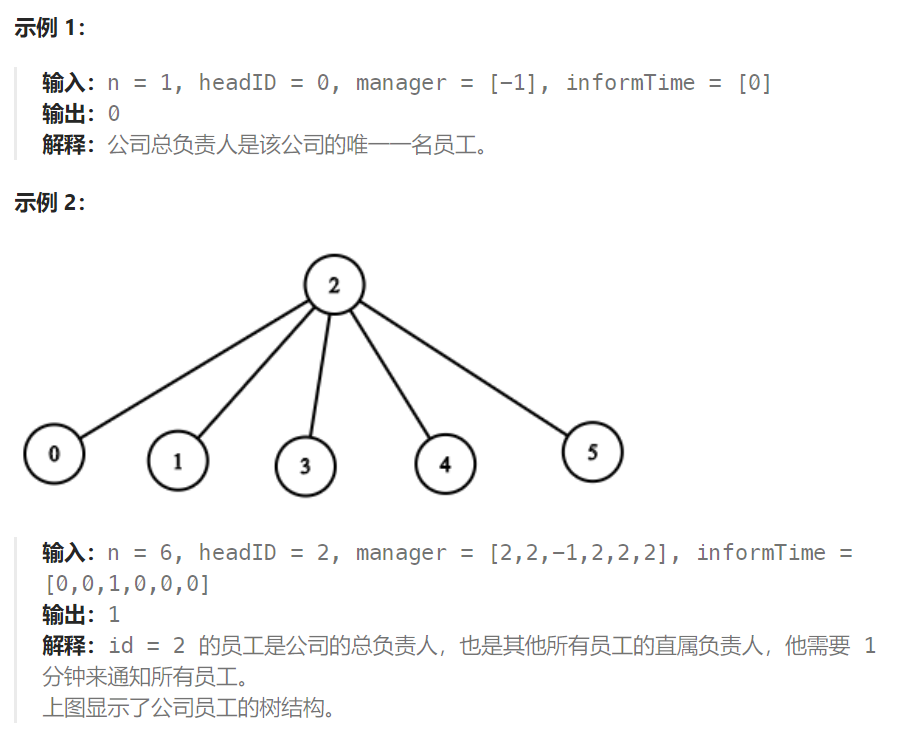 示例 1：
输入：n = 1, headID = 0, manager = [-1], informTime = [0]
输出：0
解释：公司总负责人是该公司的唯一一名员工。
示例 2：
2
0
1
3
4
5
输入：n = 6, headID = 2, manager = [2,2,-1,2,2,2], informTime =
[0,0,1,0,0,0]
输出：1
解释：id = 2 的员工是公司的总负责人，也是其他所有员工的直属负责人，他需要 1
分钟来通知所有员工。
上图显示了公司员工的树结构。